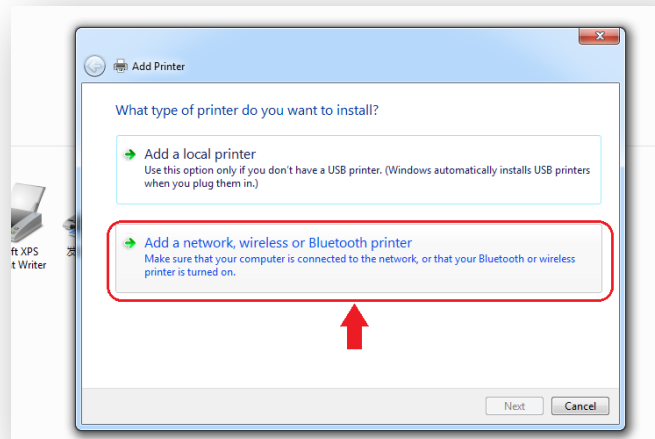 Add Printer
What type of printer do you want to install?
Add a local printer
Use this option only if you don't have a USB printer. (Windows automatically installs USB printers
when you plug them in.)
Add a network, wireless or Bluetooth printer
Make sure that your computer is connected to the network, or that your Bluetooth or wireless
printer is turned on.
ft XPS
t Writer
发
Next
Cancel